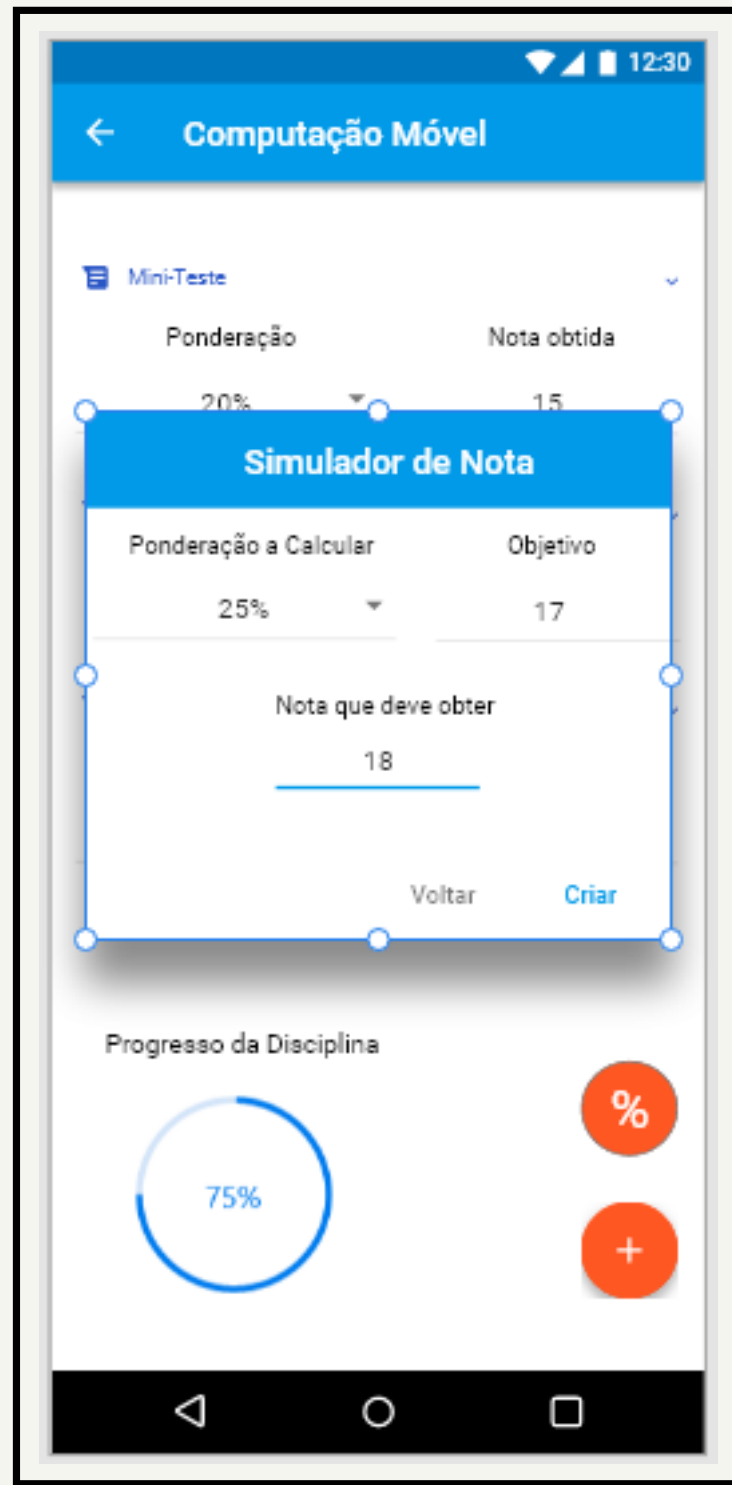 12:30
Computação Móvel
Mini-Teste
Ponderação Nota obtida
20% 15
Simulador de Nota
Ponderação a Calcular Objetivo
25% 17
Nota que deve obter
18
Voltar Criar
Progresso da Disciplina
%
75%
+